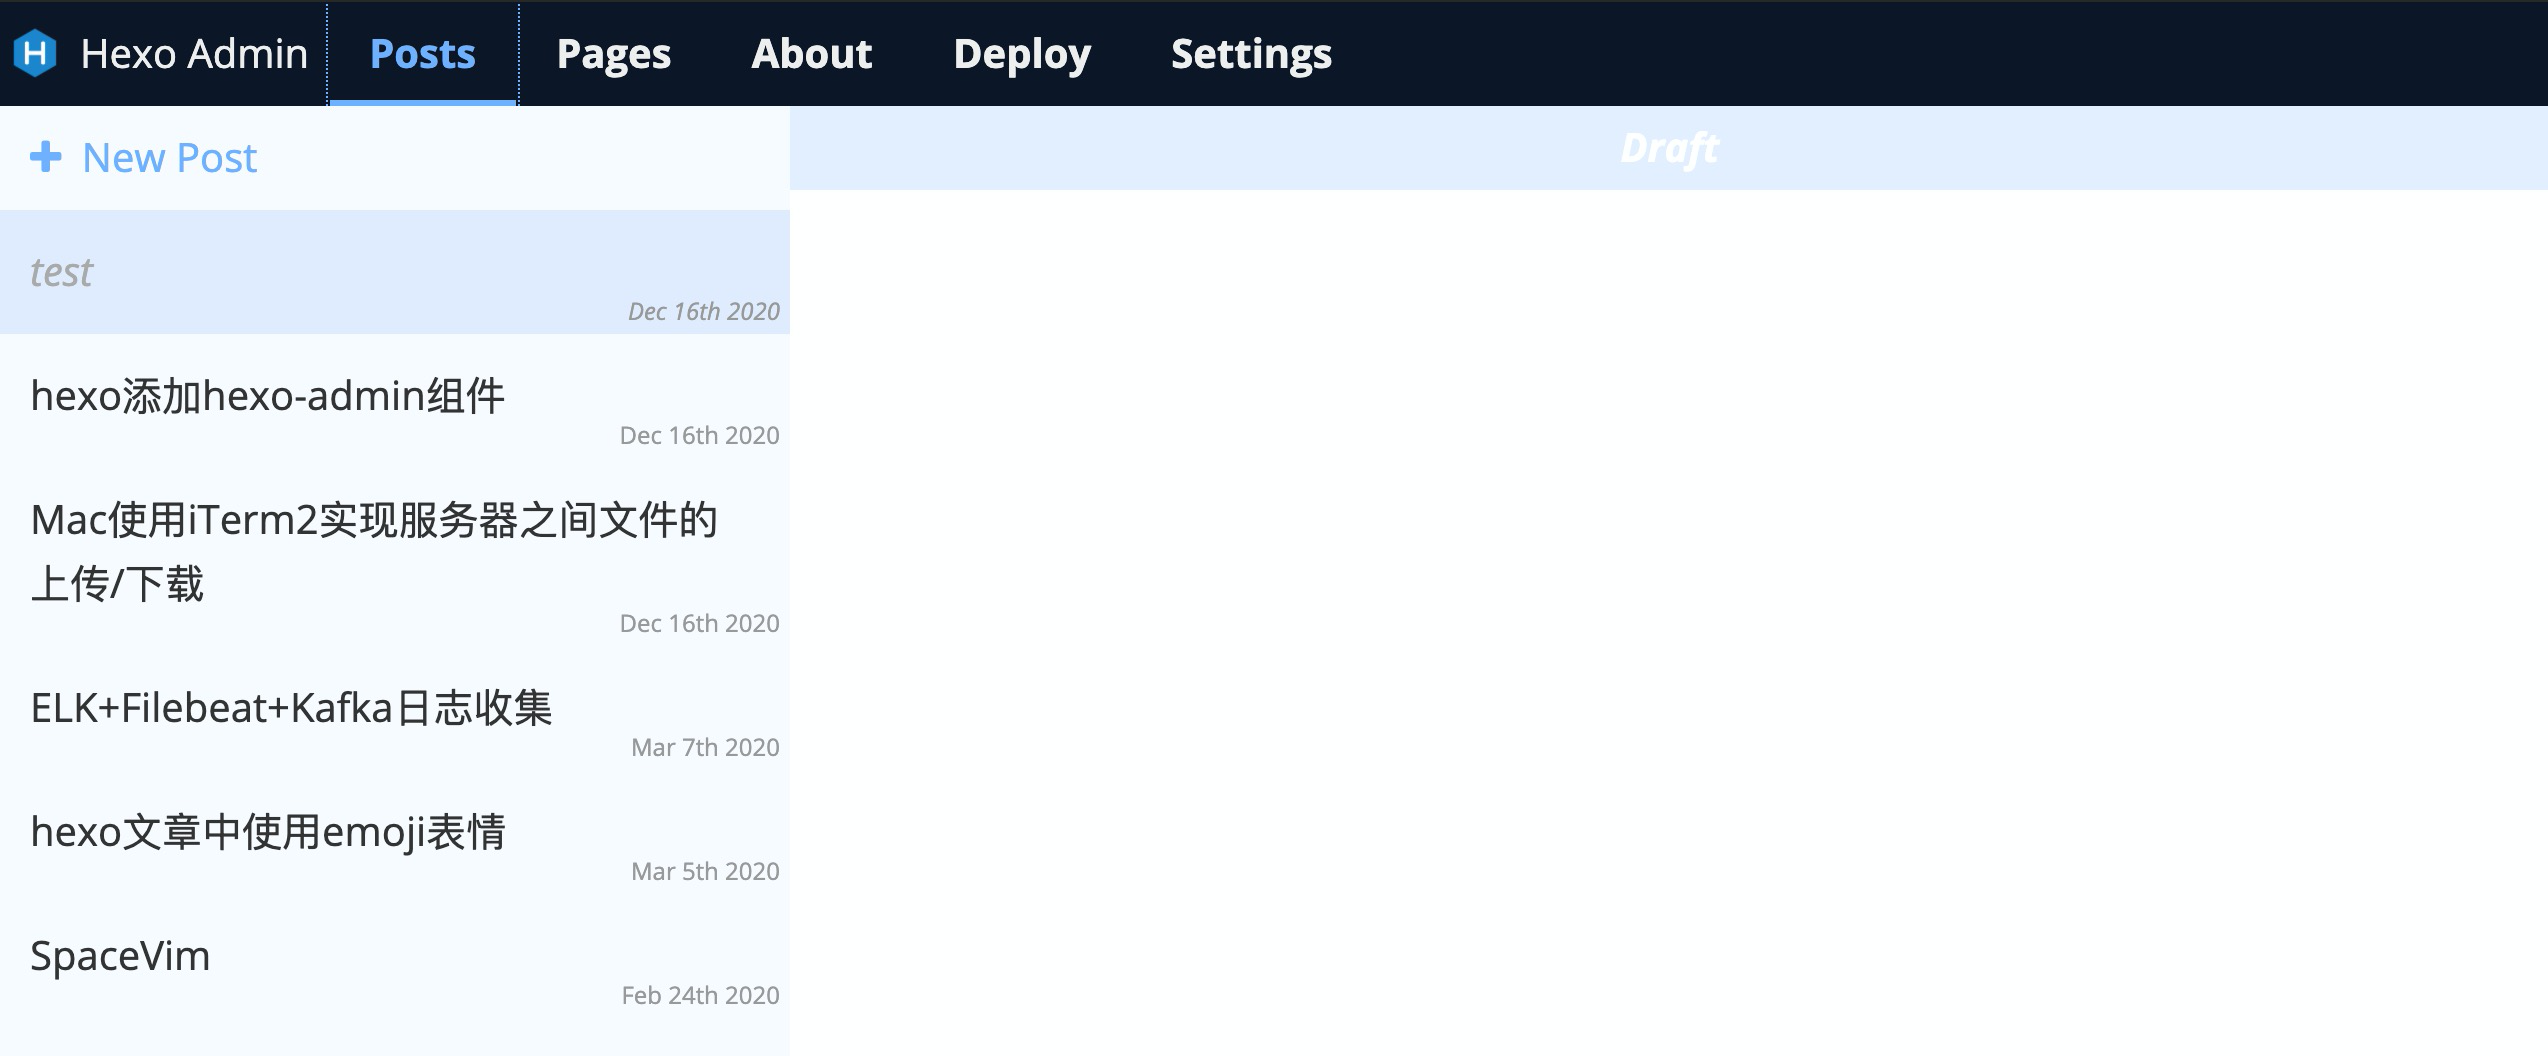 H Hexo Admin Posts Pages About Deploy Settings
New Post
Draft
test
Dec 16th 2020
hexo添加hexo-admin组件
Dec 16th 2020
Mac使用iTerm2实现服务器之间文件的
上传/下载
Dec 16th 2020
ELK+Filebeat+Kafka日志收集
Mar 7th 2020
hexo文章中使用emoji表情
Mar 5th 2020
SpaceVim
Feb 24th 2020